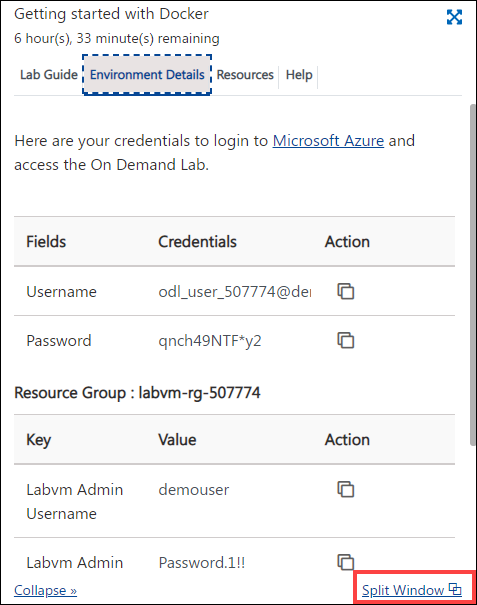 Getting started with Docker
6 hour(s), 33 minute(s) remaining
Lab Guide Environment Details Resources Help
Here are your credentials to login to Microsoft Azure and
access the On Demand Lab.
Fields Credentials Action
Username odl_user_507774@der
Password qnch49NTF*y2
Resource Group : labvm-rg-507774
Key Value Action
Labvm Admin demouser
Username
Labvm Admin Password.1!!
Collapse » Split Window